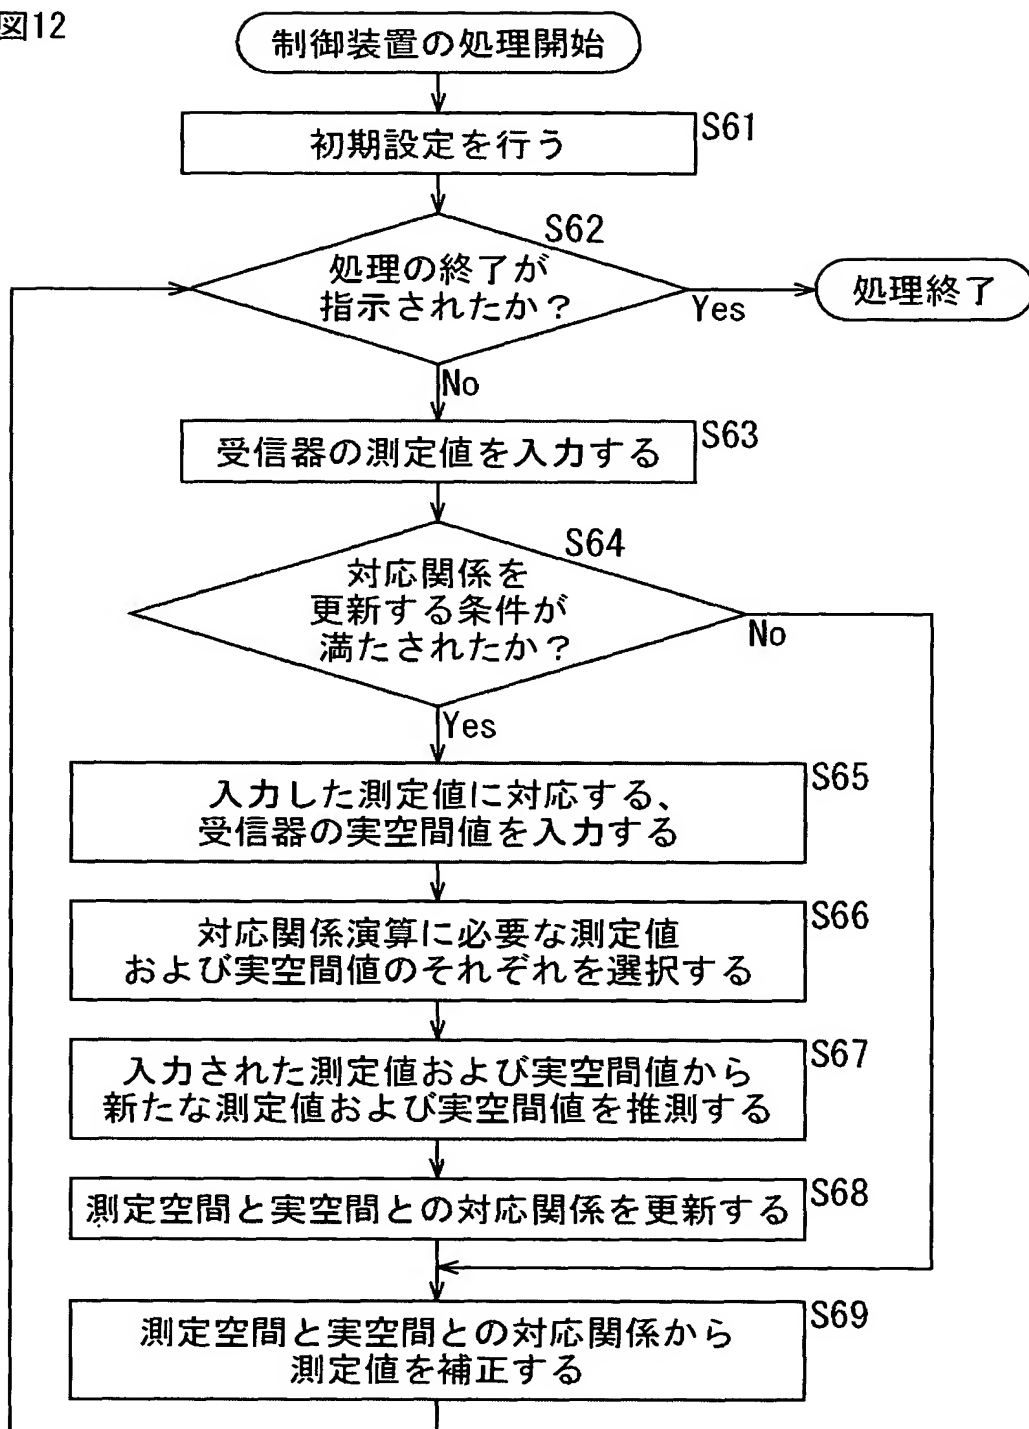 図12
制御装置の処理開始
初期設定を行う
S61
S62
処理の終了が
指示されたか？
Yes
処理終了
No
受信器の測定値を入力する
S63
S64
対応関係を
更新する条件が
満たされたか？
No
Yes
入力した測定値に対応する、
受信器の実空間値を入力する
S65
対応関係演算に必要な測定値
および実空間値のそれぞれを選択する
S66
入力された測定値および実空間値から
新たな測定値および実空間値を推測する
S67
測定空間と実空間との対応関係を更新する
S68
測定空間と実空間との対応関係から
測定値を補正する
S69